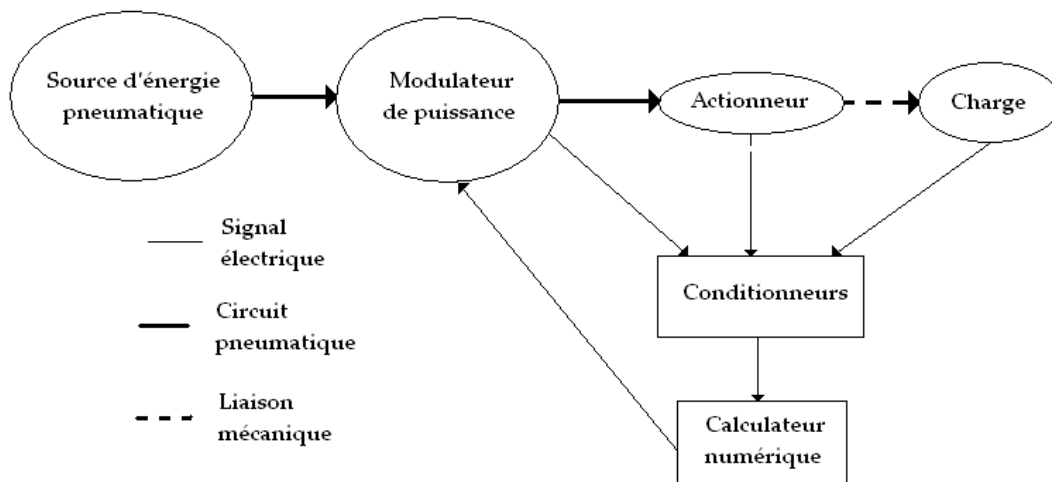 Source d'énergie
pneumatique
Modulateur
de puissance
Actionneur
Charge
Signal
électrique
Circuit
pneumatique
Liaison
mécanique
Conditionneurs
Calculateur
numérique